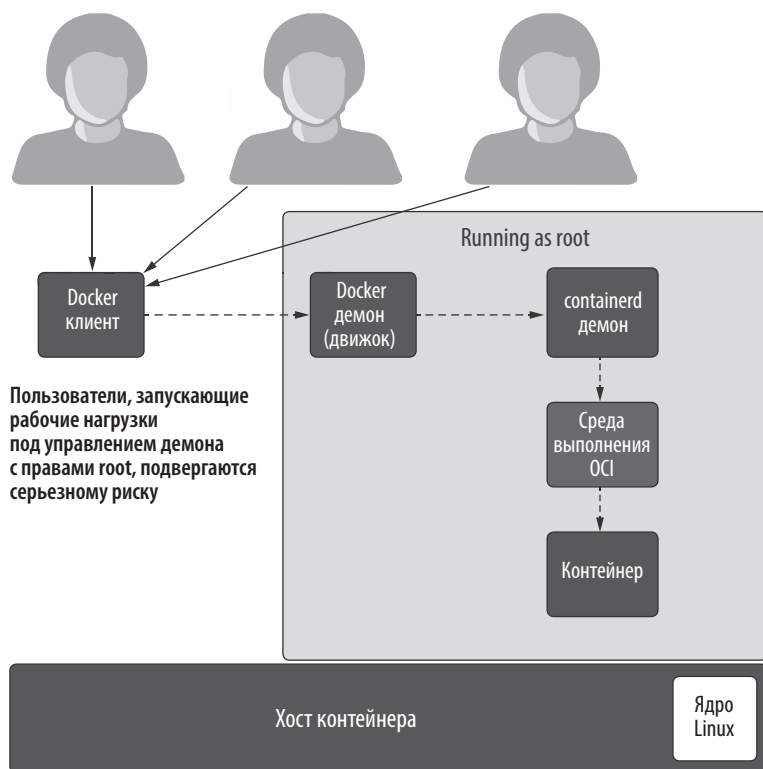 Running as root
Docker
клиент
Docker
демон
(движок)
containerd
демон
Пользователи, запускающие
рабочие нагрузки
под управлением демона
с правами root, подвергаются
серьезному риску
Среда
выполнения
OCI
Контейнер
Хост контейнера
Ядро
Linux